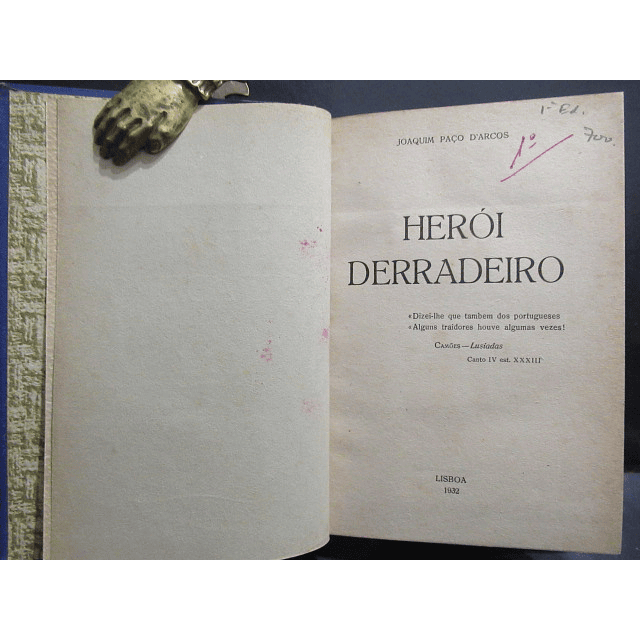 1ª Ed.
700.
JOAQUIM PAÇO D'ARCOS
1º
HERÓI
DERRADEIRO
«Dizei-lhe que tambem dos portugueses
«Alguns traidores houve algumas vezes!
CAMÕES—Lusíadas
Canto IV est. XXXIII
LISBOA
1932